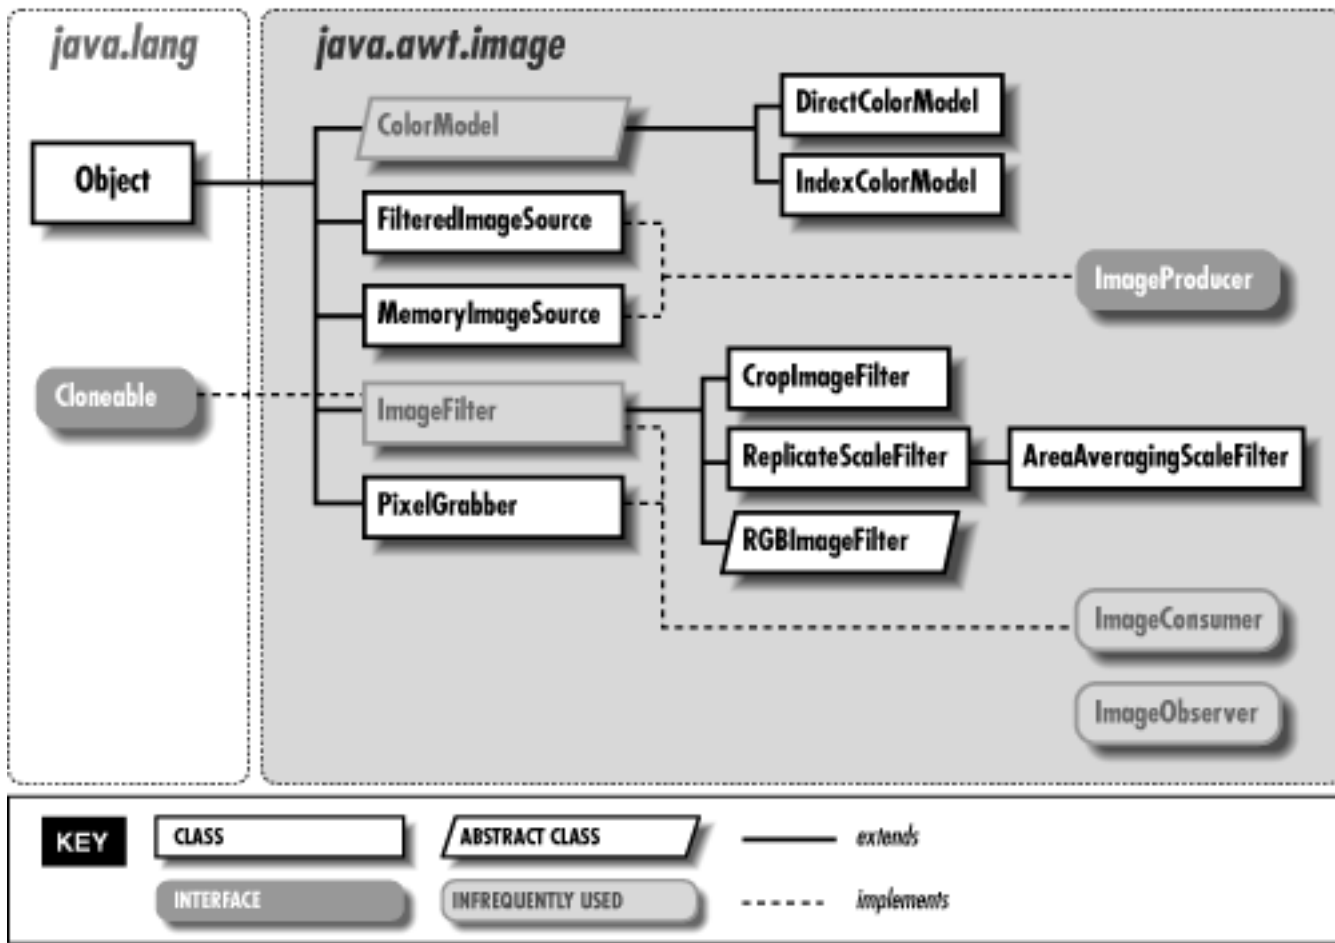 java.lang
java.awt.image
Object
Cloneable
ColorModel
DirectColorModel
IndexColorModel
FilteredImageSource
MemoryImageSource
ImageProducer
ImageFilter
CropImageFilter
ReplicateScaleFilter
AreaAveragingScaleFilter
RGBImageFilter
PixelGrabber
ImageConsumer
ImageObserver
KEY
CLASS
ABSTRACT CLASS
extends
INTERFACE
INFREQUENTLY USED
implements